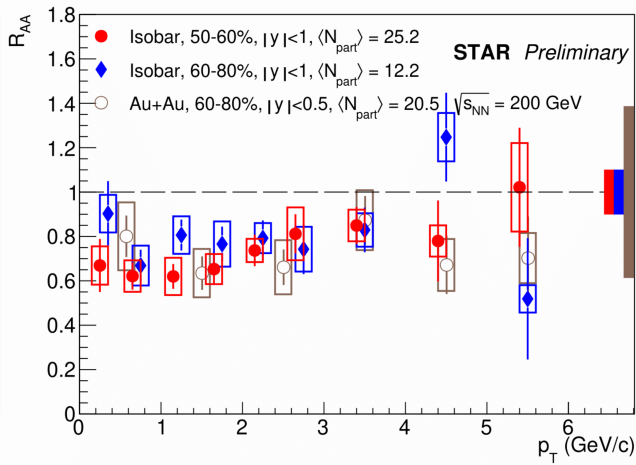 1.8
1.6
1.4
1.2
1
0.8
0.6
0.4
0.2
0
R_AA
Isobar, 50-60%, |y|<1, ⟨N_part⟩ = 25.2
Isobar, 60-80%, |y|<1, ⟨N_part⟩ = 12.2
Au+Au, 60-80%, |y|<0.5, ⟨N_part⟩ = 20.5
STAR Preliminary
√s_NN = 200 GeV
0 1 2 3 4 5 6
p_T (GeV/c)